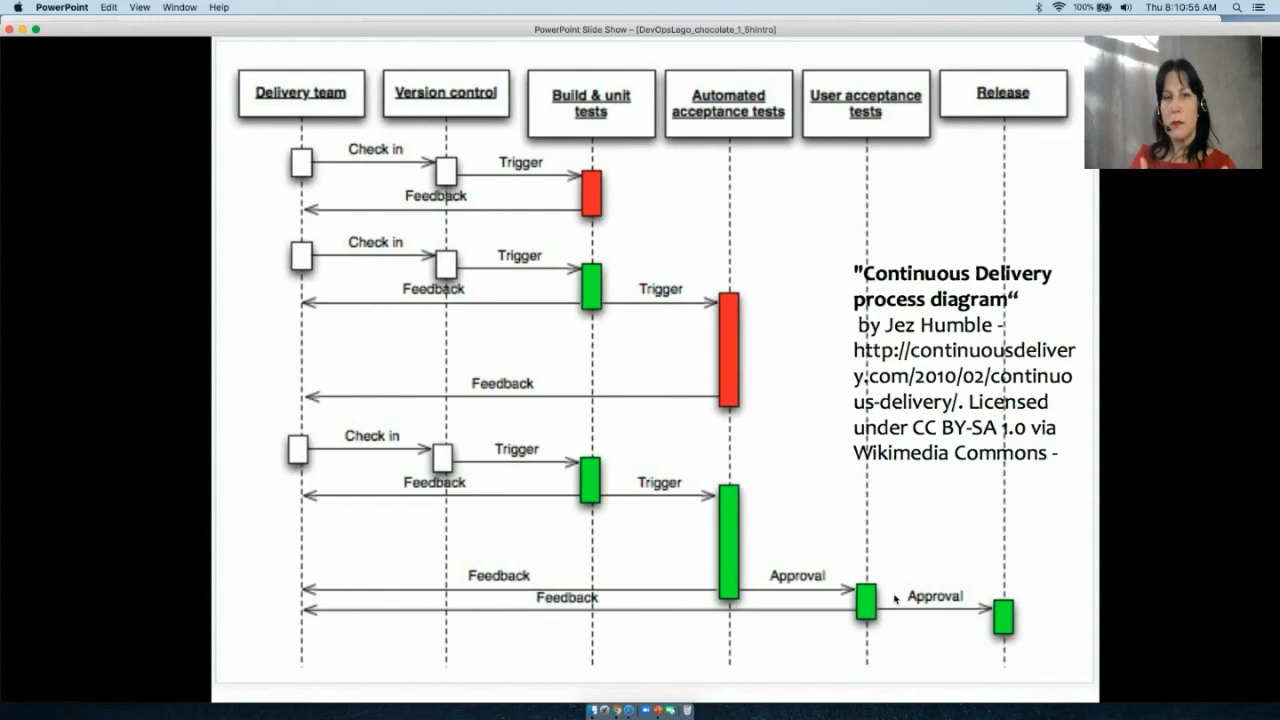 PowerPoint Edit View Window Help 100% Thu 8:10:55 AM
PowerPoint Slide Show – [DevOpsLago_chocolate_1_5hIntro]
Delivery team
Version control
Build & unit
tests
Automated
acceptance tests
User acceptance
tests
Release
Check in
Trigger
Feedback
Check in
Trigger
Feedback
Trigger
Feedback
Check in
Trigger
Feedback
Trigger
Feedback
Approval
Feedback
Approval
"Continuous Delivery
process diagram“
by Jez Humble -
http://continuousdeliver
y.com/2010/02/continuo
us-delivery/. Licensed
under CC BY-SA 1.0 via
Wikimedia Commons -